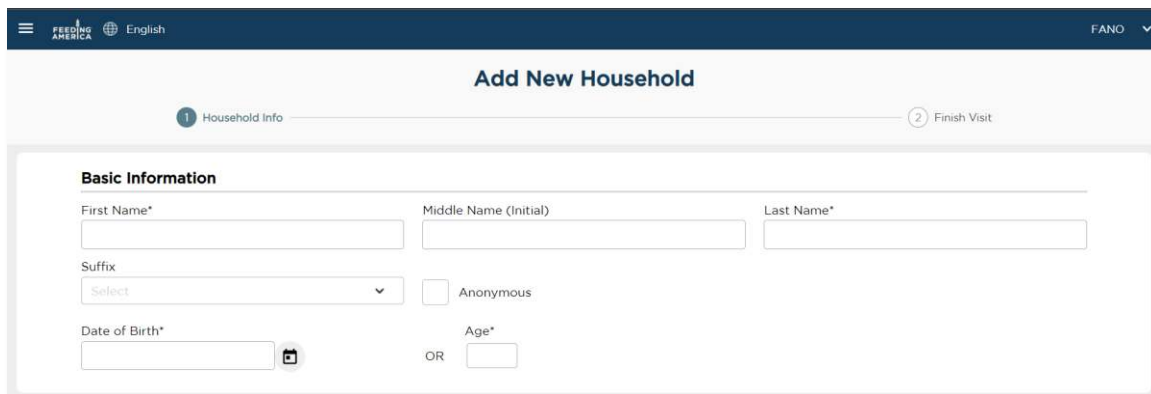 FEEDING
AMERICA
English
FANO
Add New Household
1 Household Info
2 Finish Visit
Basic Information
First Name* Middle Name (Initial) Last Name*
Suffix
Select Anonymous
Date of Birth* Age*
OR